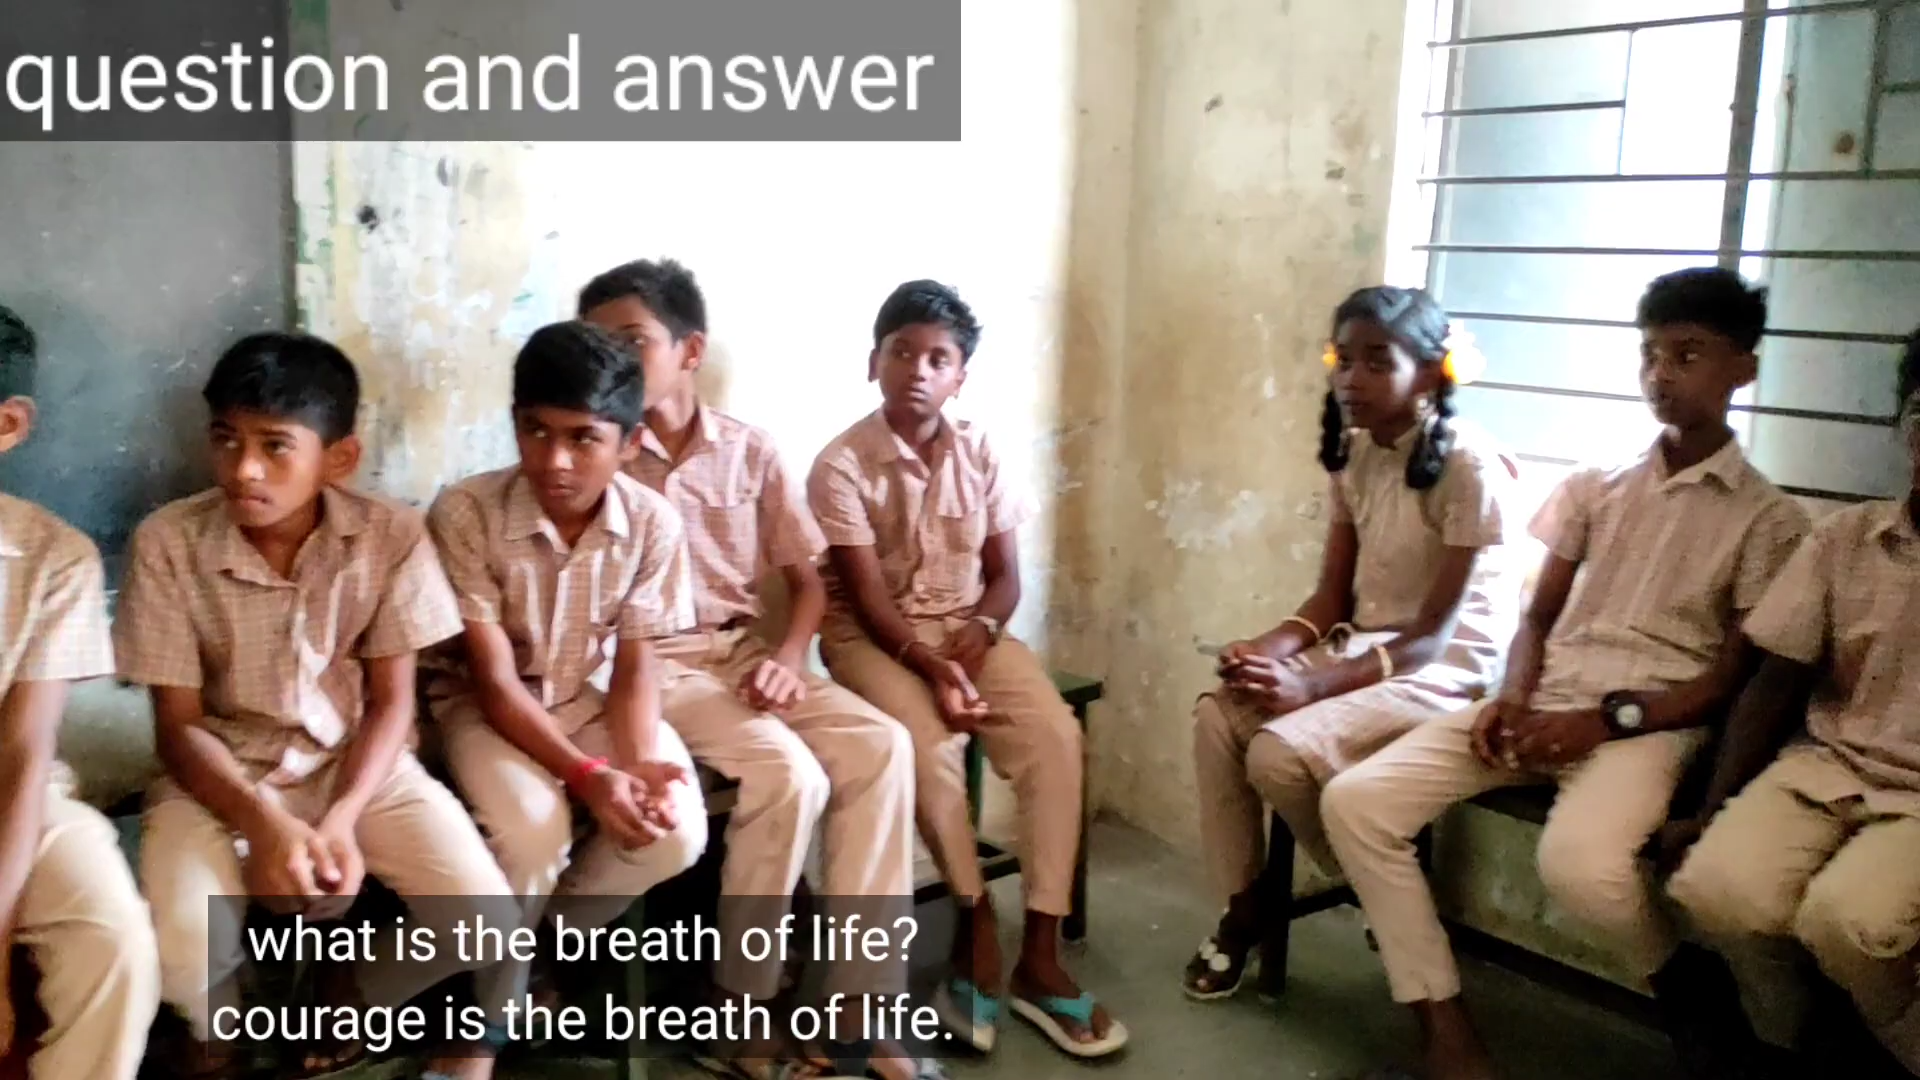 question and answer
what is the breath of life?
courage is the breath of life.